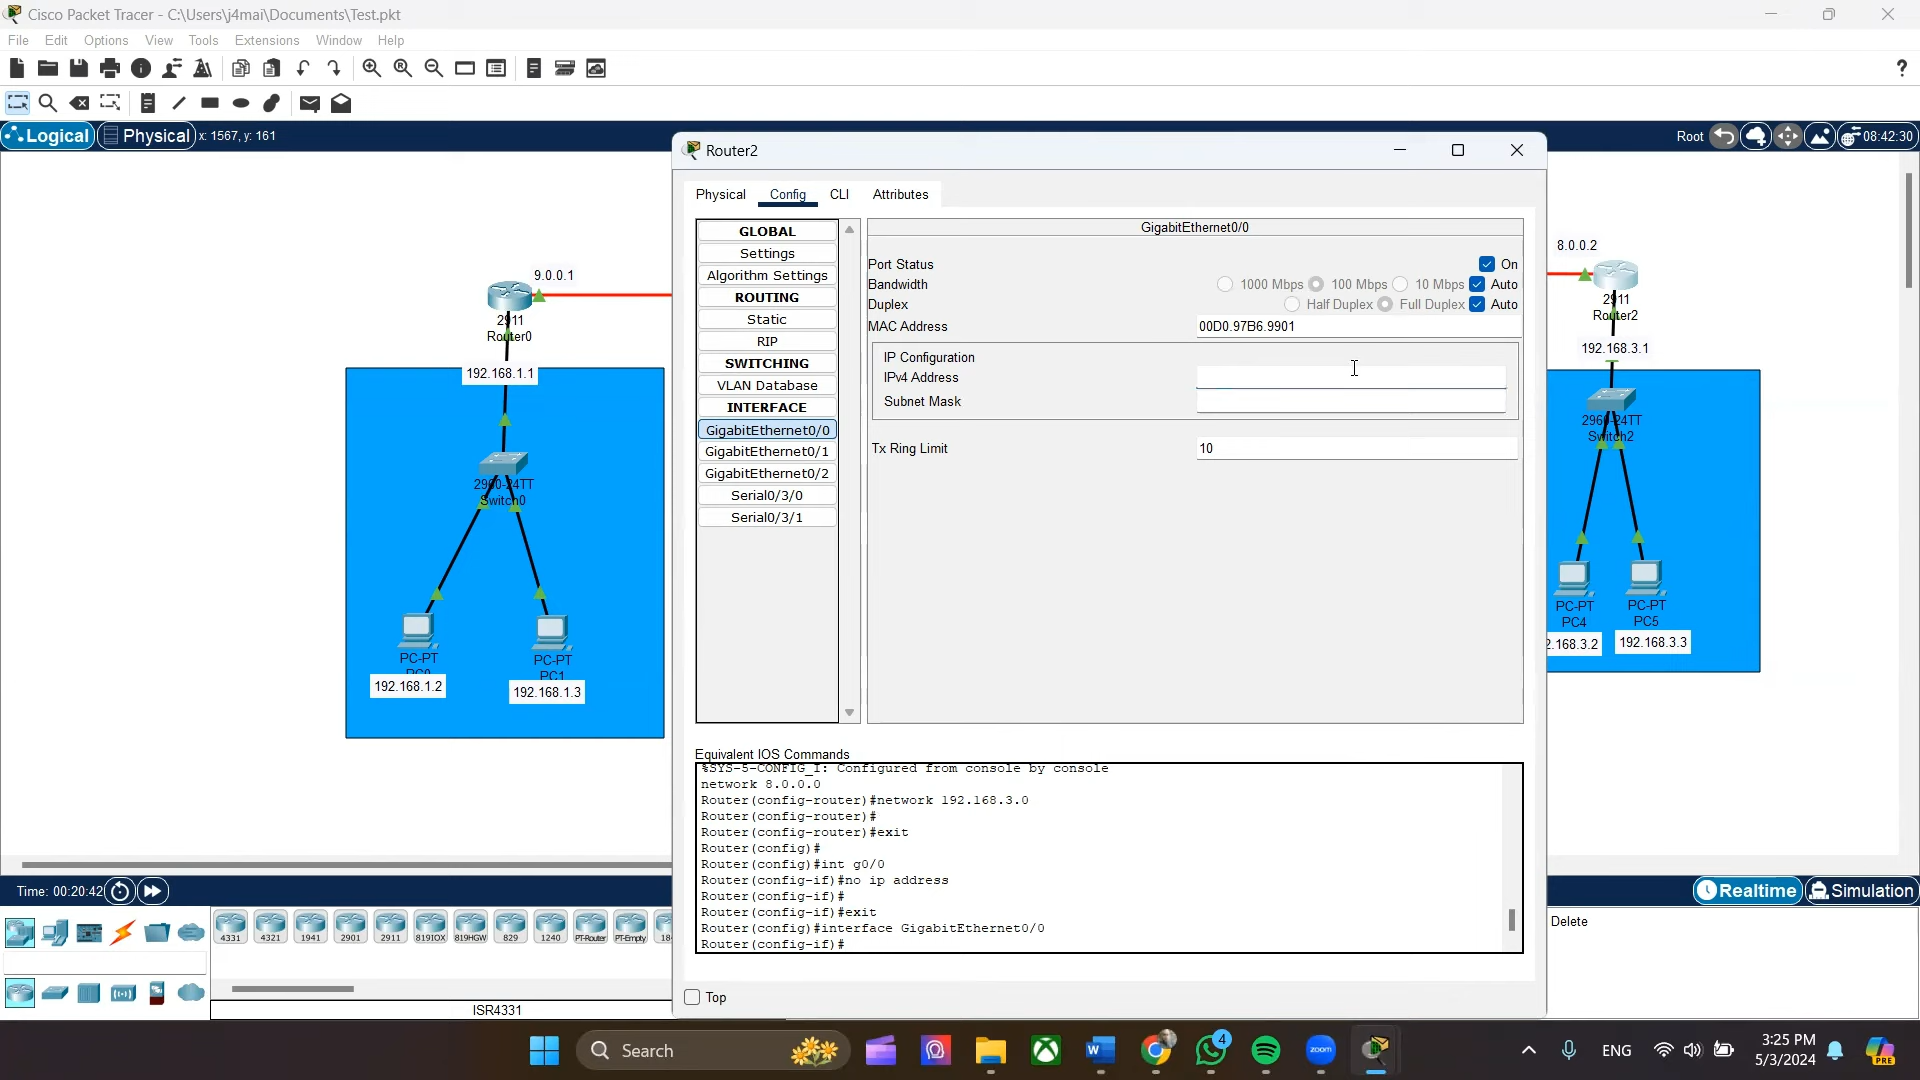 Cisco Packet Tracer - C:\Users\j4mai\Documents\Test.pkt
File Edit Options View Tools Extensions Window Help
?
Logical Physical x: 1567, y: 161
Root 08:42:30
Router2
Physical Config CLI Attributes
GLOBAL
Settings
Algorithm Settings
ROUTING
Static
RIP
SWITCHING
VLAN Database
INTERFACE
GigabitEthernet0/0
GigabitEthernet0/1
GigabitEthernet0/2
Serial0/3/0
Serial0/3/1
GigabitEthernet0/0
Port Status On
Bandwidth 1000 Mbps 100 Mbps 10 Mbps Auto
Duplex Half Duplex Full Duplex Auto
MAC Address 00D0.97B6.9901
IP Configuration
IPv4 Address
Subnet Mask
Tx Ring Limit 10
Equivalent IOS Commands
%SYS-5-CONFIG_I: Configured from console by console
network 8.0.0.0
Router(config-router)#network 192.168.3.0
Router(config-router)#
Router(config-router)#exit
Router(config)#
Router(config)#int g0/0
Router(config-if)#no ip address
Router(config-if)#
Router(config-if)#exit
Router(config)#interface GigabitEthernet0/0
Router(config-if)#
Top
9.0.0.1
2911
Router0
192.168.1.1
2960-24TT
Switch0
PC-PT
PC0
192.168.1.2
PC-PT
PC1
192.168.1.3
8.0.0.2
2911
Router2
192.168.3.1
2960-24TT
Switch2
PC-PT
PC4
2.168.3.2
PC-PT
PC5
192.168.3.3
Time: 00:20:42
Realtime Simulation
4331 4321 1941 2901 2911 819IOX 819HGW 829 1240 PT-Router PT-Empty 18
ISR4331
Delete
Search
zoom
4
ENG
3:25 PM
5/3/2024
PRE